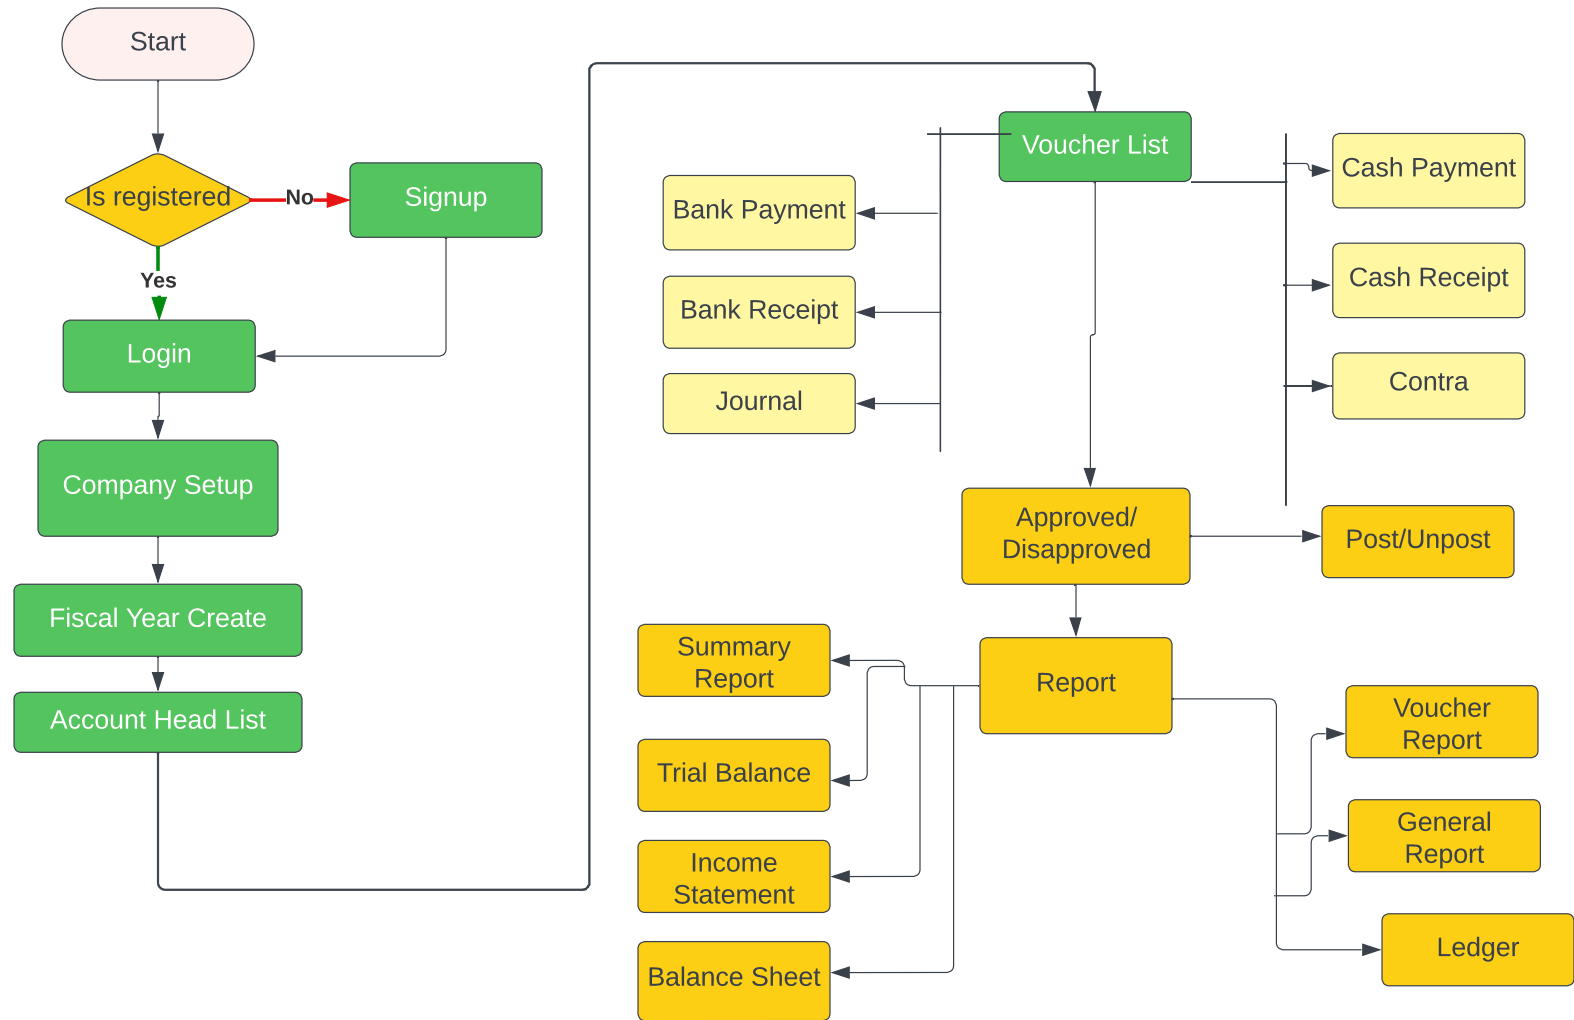 Start
Is registered
No
Signup
Yes
Login
Company Setup
Fiscal Year Create
Account Head List
Voucher List
Bank Payment
Bank Receipt
Journal
Cash Payment
Cash Receipt
Contra
Approved/
Disapproved
Post/Unpost
Report
Summary
Report
Trial Balance
Income
Statement
Balance Sheet
Voucher
Report
General
Report
Ledger